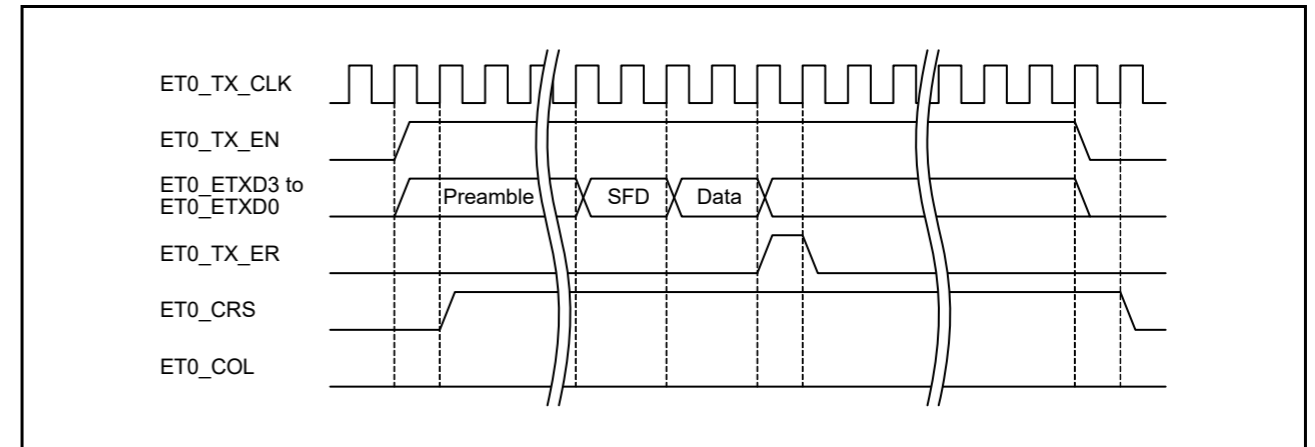 ET0_TX_CLK
ET0_TX_EN
ET0_ETXD3 to
ET0_ETXD0
Preamble
SFD
Data
ET0_TX_ER
ET0_CRS
ET0_COL